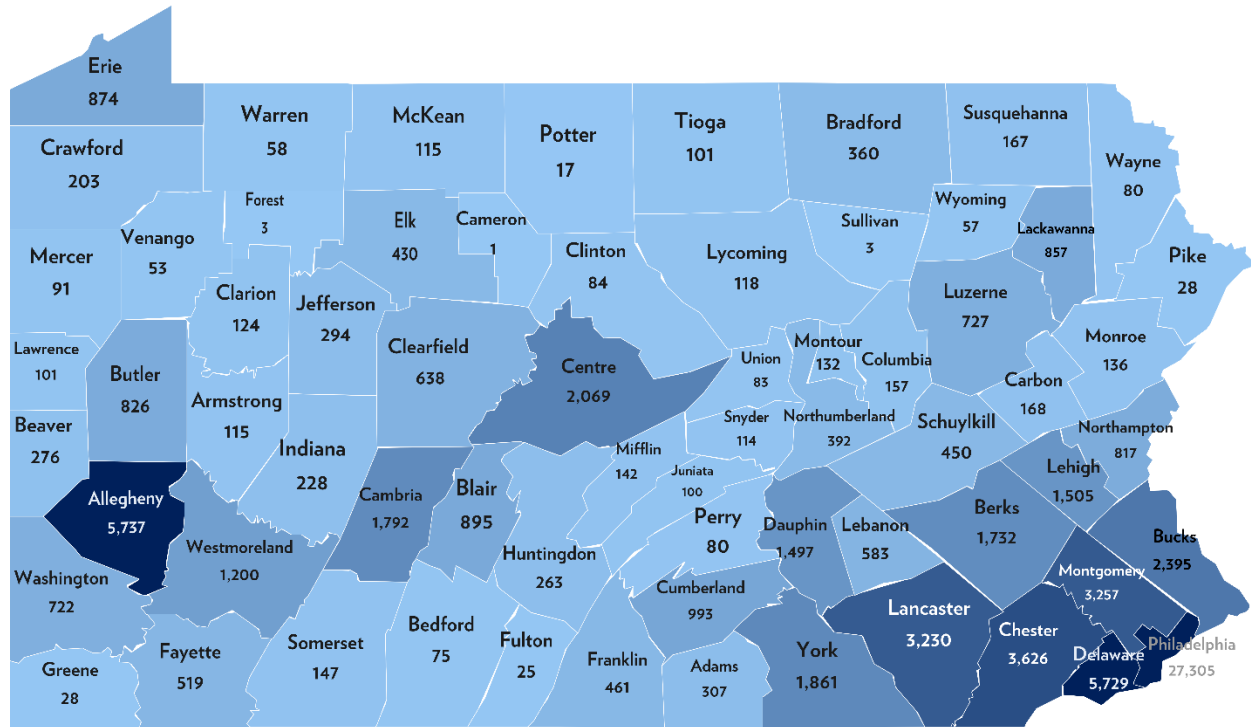 Erie
874
Crawford
203
Warren
58
McKean
115
Potter
17
Tioga
101
Bradford
360
Susquehanna
167
Wayne
80
Forest
3
Elk
430
Cameron
1
Sullivan
3
Wyoming
57
Lackawanna
857
Mercer
91
Venango
53
Clarion
124
Jefferson
294
Clinton
84
Lycoming
118
Luzerne
727
Pike
28
Lawrence
101
Butler
826
Armstrong
115
Clearfield
638
Centre
2,069
Union
83
Montour
132
Columbia
157
Carbon
168
Monroe
136
Beaver
276
Indiana
228
Snyder
114
Northumberland
392
Schuylkill
450
Northampton
817
Allegheny
5,737
Cambria
1,792
Blair
895
Mifflin
142
Juniata
100
Lehigh
1,505
Westmoreland
1,200
Huntingdon
263
Perry
80
Dauphin
1,497
Lebanon
583
Berks
1,732
Bucks
2,395
Washington
722
Cumberland
993
Montgomery
3,257
Greene
28
Fayette
519
Somerset
147
Bedford
75
Fulton
25
Franklin
461
Adams
307
York
1,861
Lancaster
3,230
Chester
3,626
Delaware
5,729
Philadelphia
27,305